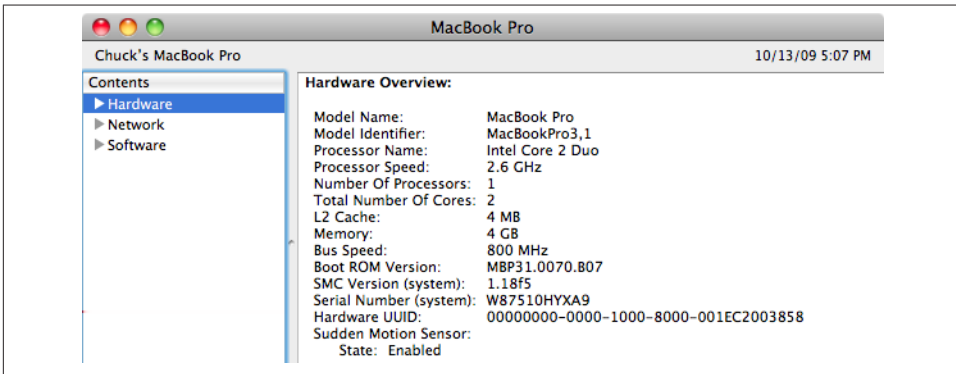 MacBook Pro
Chuck's MacBook Pro 10/13/09 5:07 PM
Contents
Hardware
Network
Software
Hardware Overview:
Model Name: MacBook Pro
Model Identifier: MacBookPro3,1
Processor Name: Intel Core 2 Duo
Processor Speed: 2.6 GHz
Number Of Processors: 1
Total Number Of Cores: 2
L2 Cache: 4 MB
Memory: 4 GB
Bus Speed: 800 MHz
Boot ROM Version: MBP31.0070.B07
SMC Version (system): 1.18f5
Serial Number (system): W87510HYXA9
Hardware UUID: 00000000-0000-1000-8000-001EC2003858
Sudden Motion Sensor:
State: Enabled